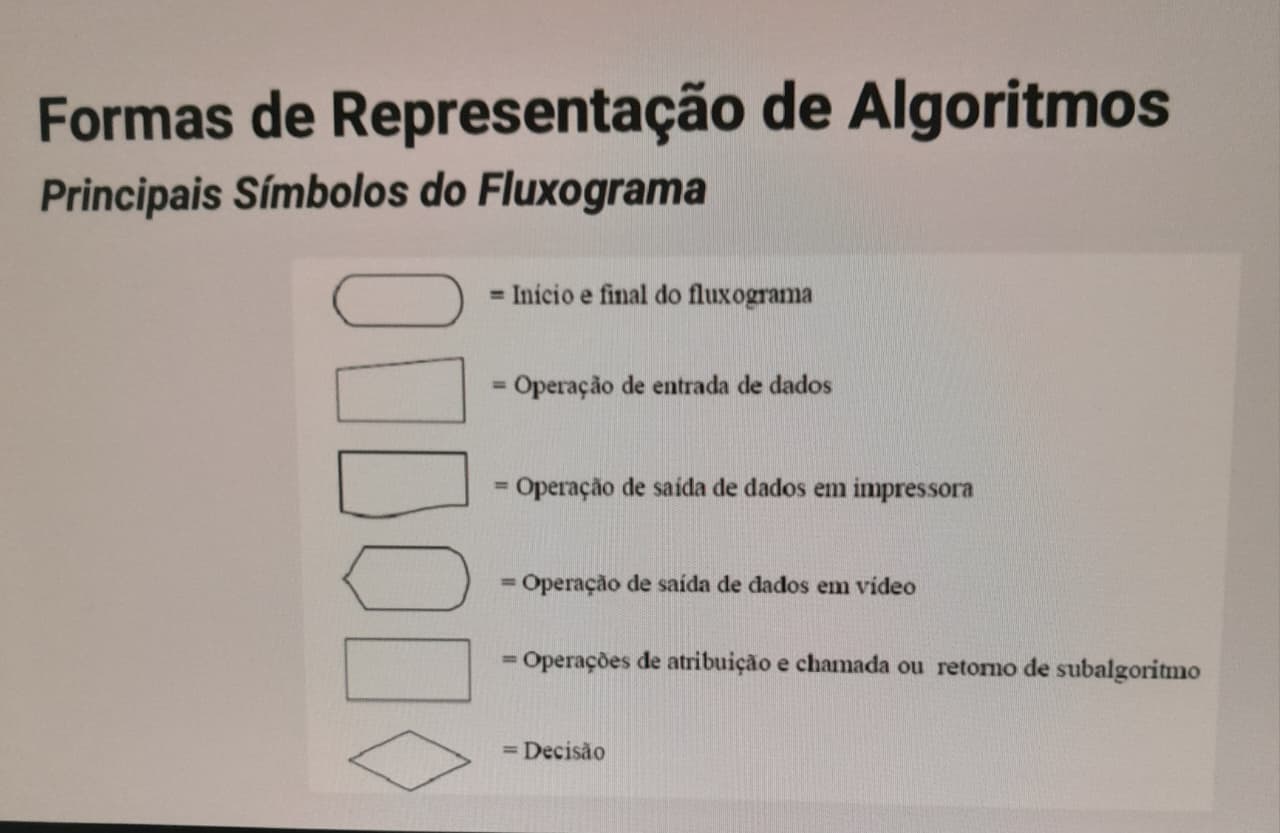 Formas de Representação de Algoritmos
Principais Símbolos do Fluxograma
= Início e final do fluxograma
= Operação de entrada de dados
= Operação de saída de dados em impressora
= Operação de saída de dados em vídeo
= Operações de atribuição e chamada ou retorno de subalgoritmo
= Decisão